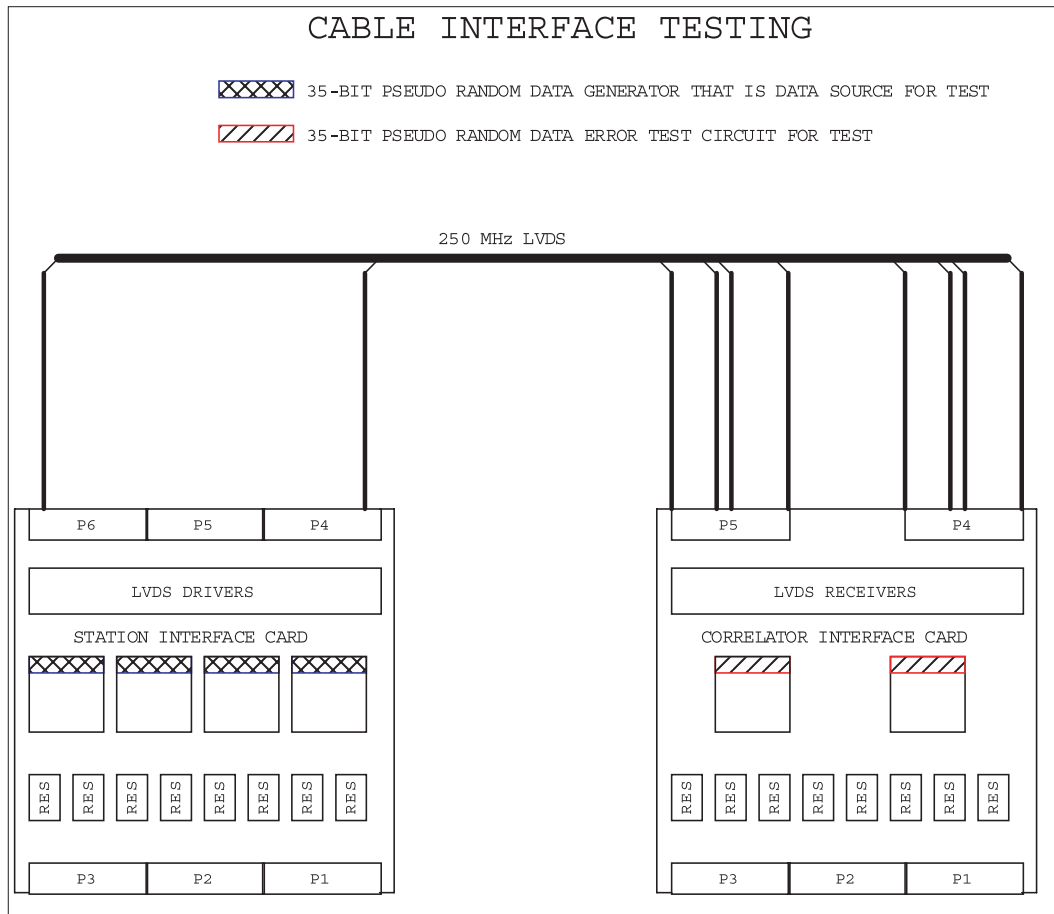 CABLE INTERFACE TESTING
35-BIT PSEUDO RANDOM DATA GENERATOR THAT IS DATA SOURCE FOR TEST
35-BIT PSEUDO RANDOM DATA ERROR TEST CIRCUIT FOR TEST
250 MHz LVDS
P6 P5 P4
LVDS DRIVERS
STATION INTERFACE CARD
RES RES RES RES RES RES RES RES
P3 P2 P1
P5 P4
LVDS RECEIVERS
CORRELATOR INTERFACE CARD
RES RES RES RES RES RES RES RES
P3 P2 P1